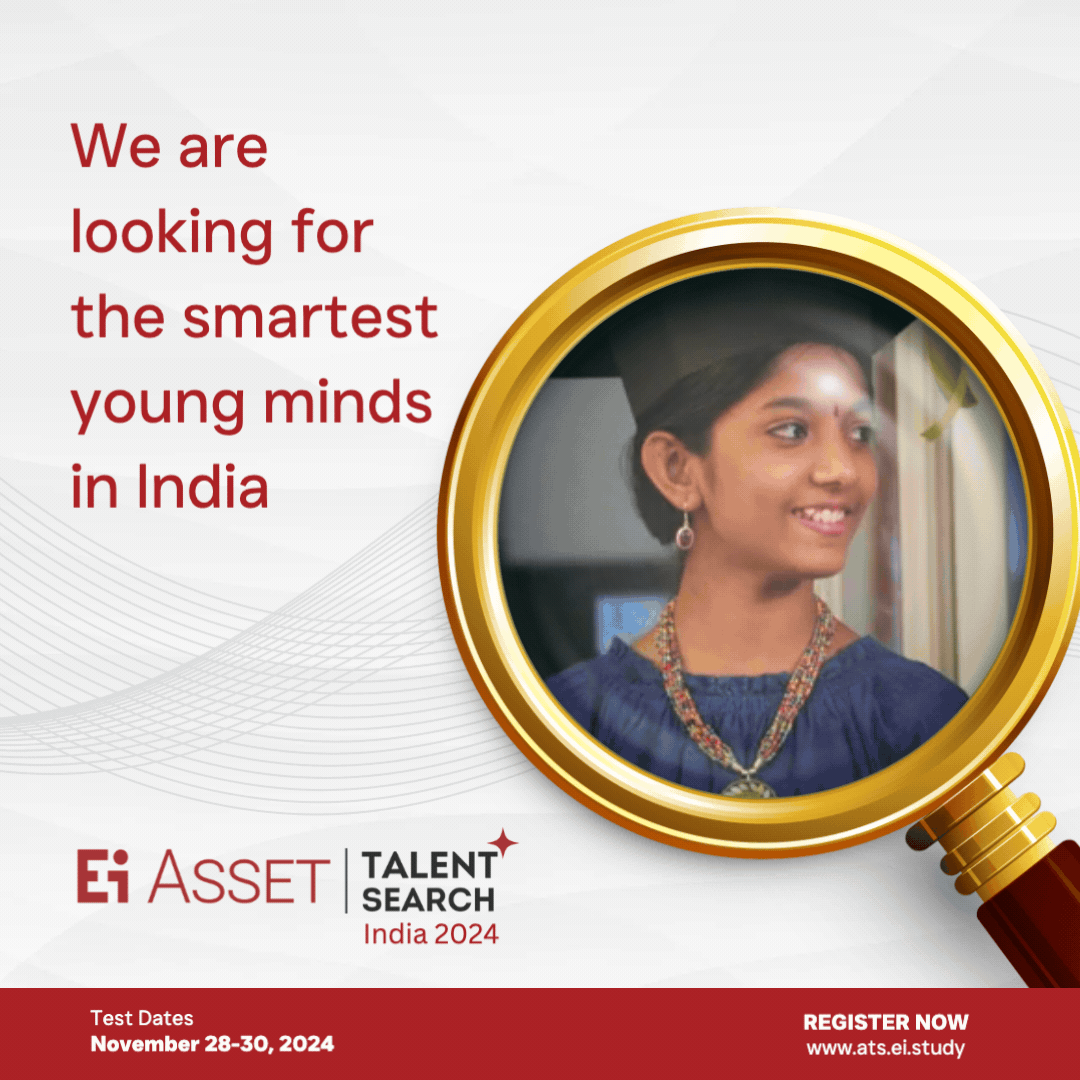 We are
looking for
the smartest
young minds
in India
Ei ASSET
TALENT
SEARCH
India 2024
Test Dates
November 28-30, 2024
REGISTER NOW
www.ats.ei.study